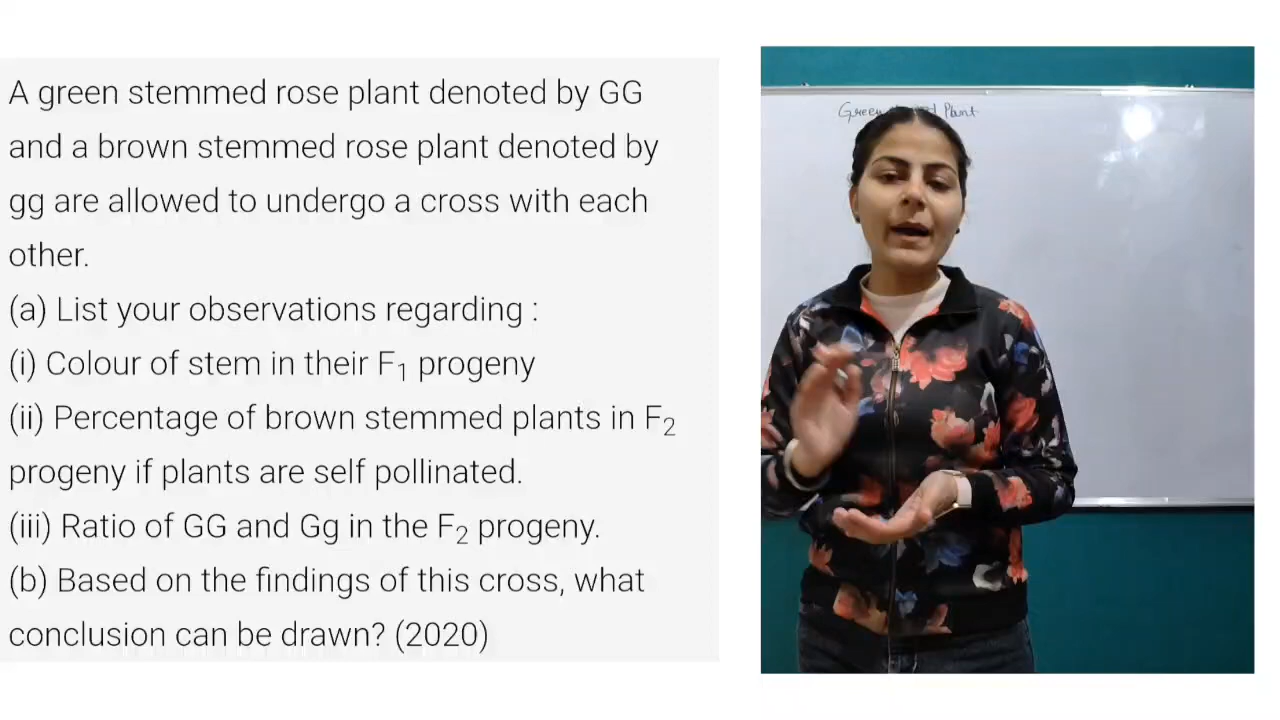 A green stemmed rose plant denoted by GG
and a brown stemmed rose plant denoted by
gg are allowed to undergo a cross with each
other.
(a) List your observations regarding :
(i) Colour of stem in their F₁ progeny
(ii) Percentage of brown stemmed plants in F₂
progeny if plants are self pollinated.
(iii) Ratio of GG and Gg in the F₂ progeny.
(b) Based on the findings of this cross, what
conclusion can be drawn? (2020)
Green Plant